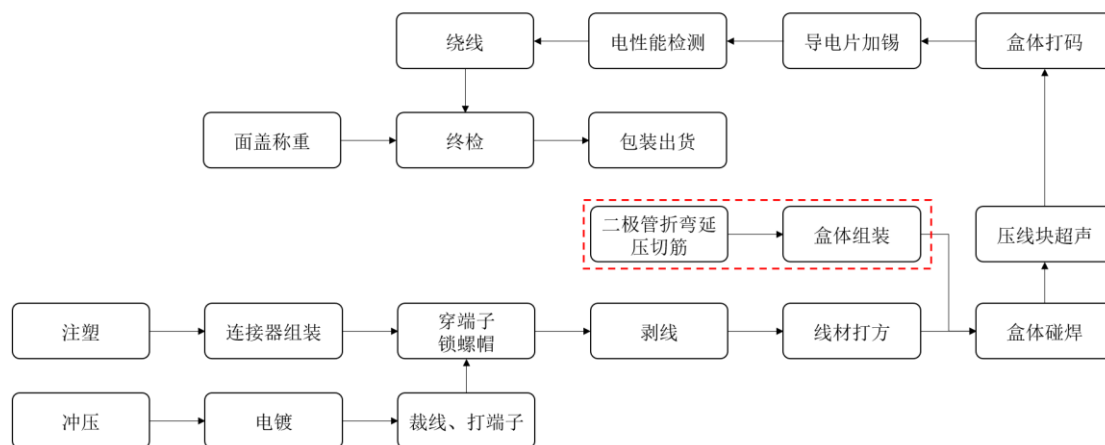 绕线
电性能检测
导电片加锡
盒体打码
面盖称重
终检
包装出货
二极管折弯延
压切筋
盒体组装
压线块超声
注塑
连接器组装
穿端子
锁螺帽
剥线
线材打方
盒体碰焊
冲压
电镀
裁线、打端子